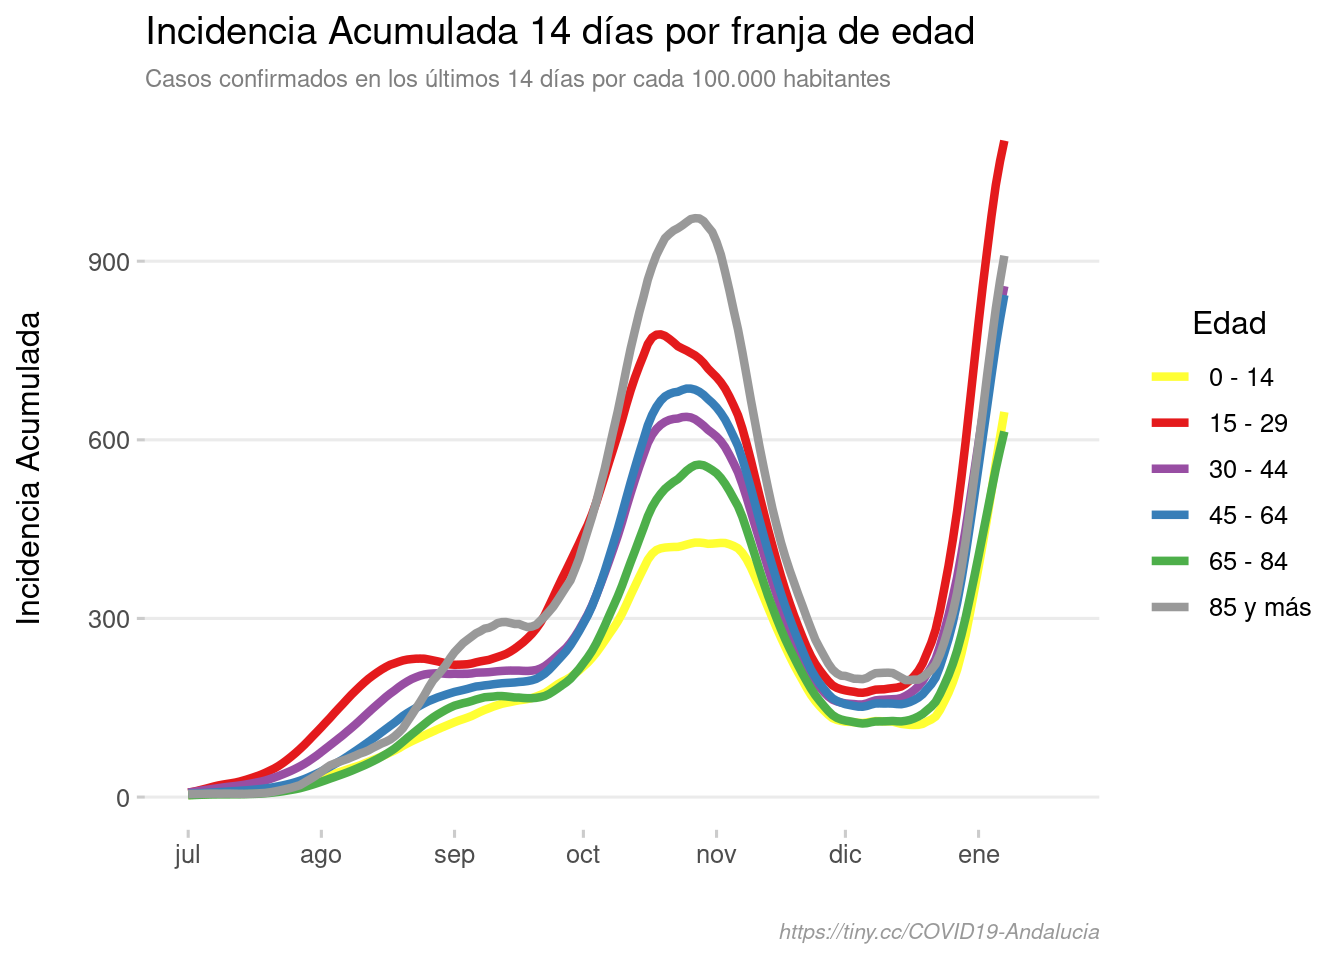 Incidencia Acumulada 14 días por franja de edad
Casos confirmados en los últimos 14 días por cada 100.000 habitantes
Incidencia Acumulada
900
600
300
0
jul ago sep oct nov dic ene
Edad
0 - 14
15 - 29
30 - 44
45 - 64
65 - 84
85 y más
https://tiny.cc/COVID19-Andalucia